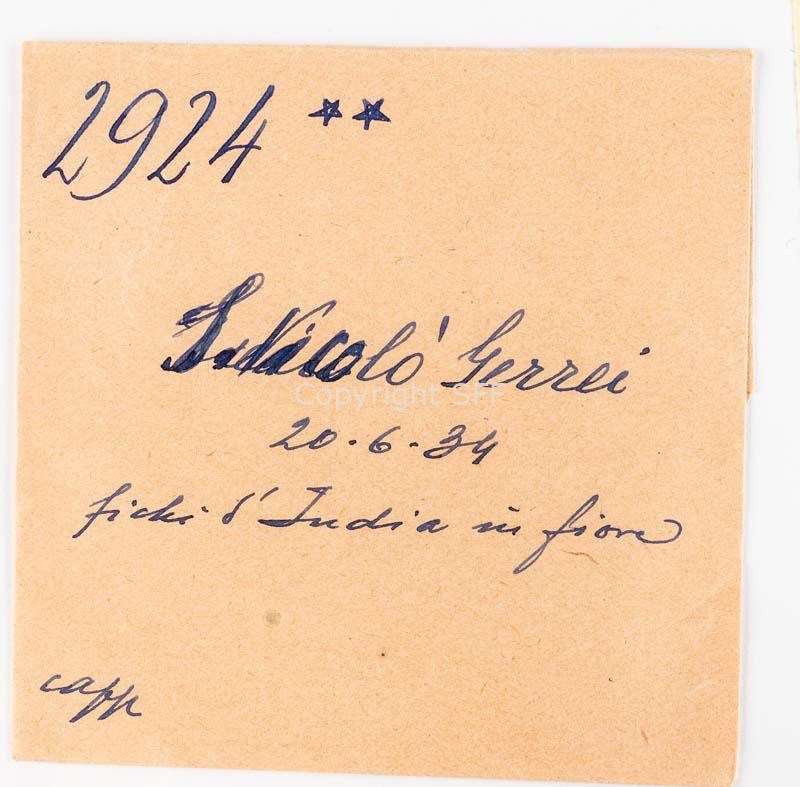 2924 **
S. Nicolò Gerrei
Copyright SFF
20-6-34
fichi d'India in fiore
capp